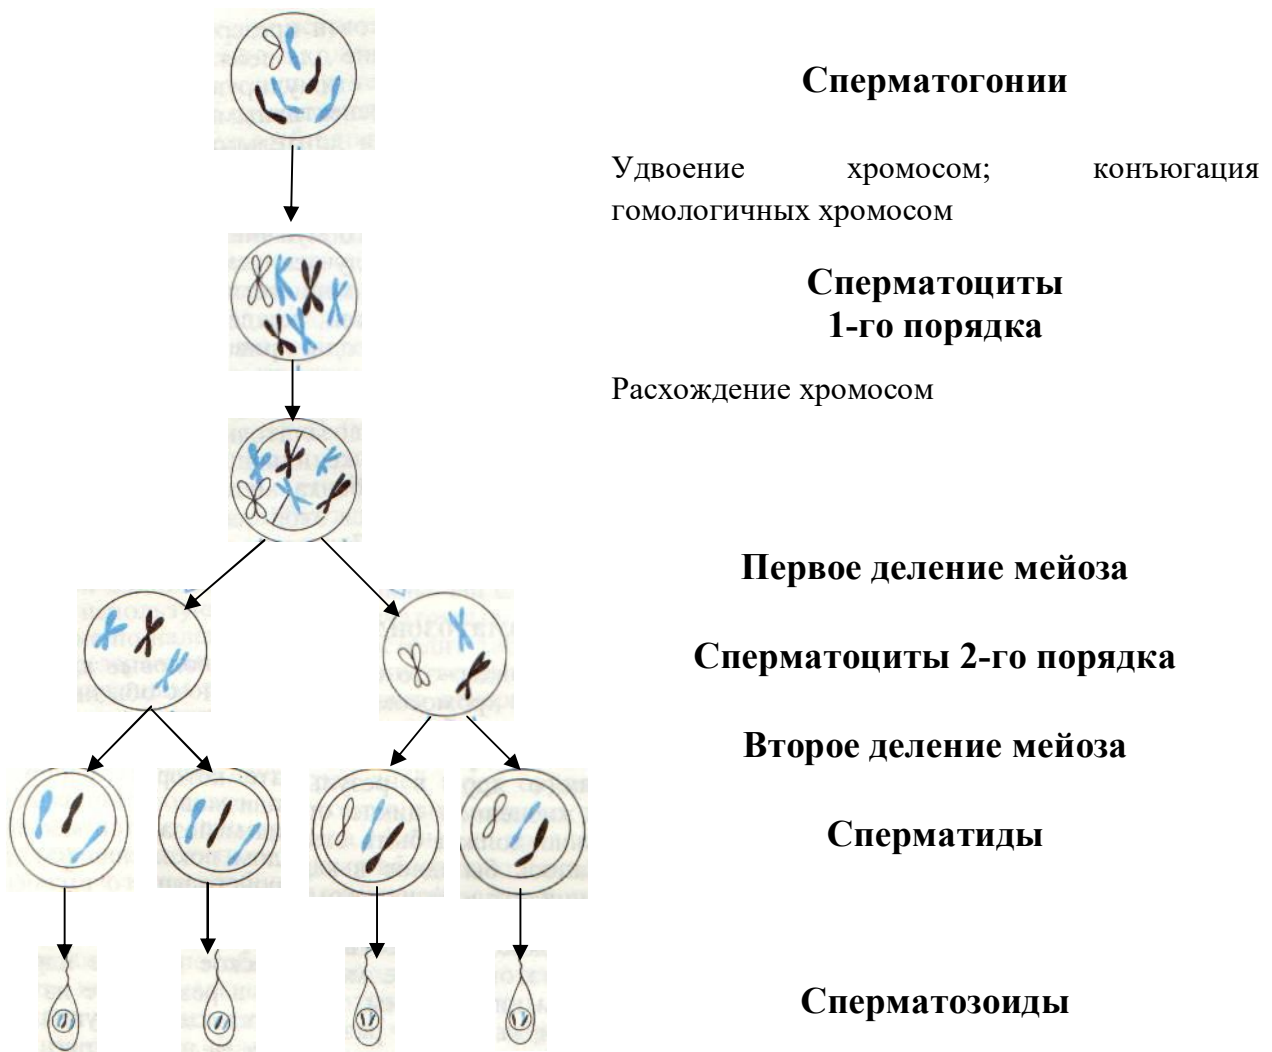 Сперматогонии
Удвоение хромосом; конъюгация
гомологичных хромосом
Сперматоциты
1-го порядка
Расхождение хромосом
Первое деление мейоза
Сперматоциты 2-го порядка
Второе деление мейоза
Сперматиды
Сперматозоиды